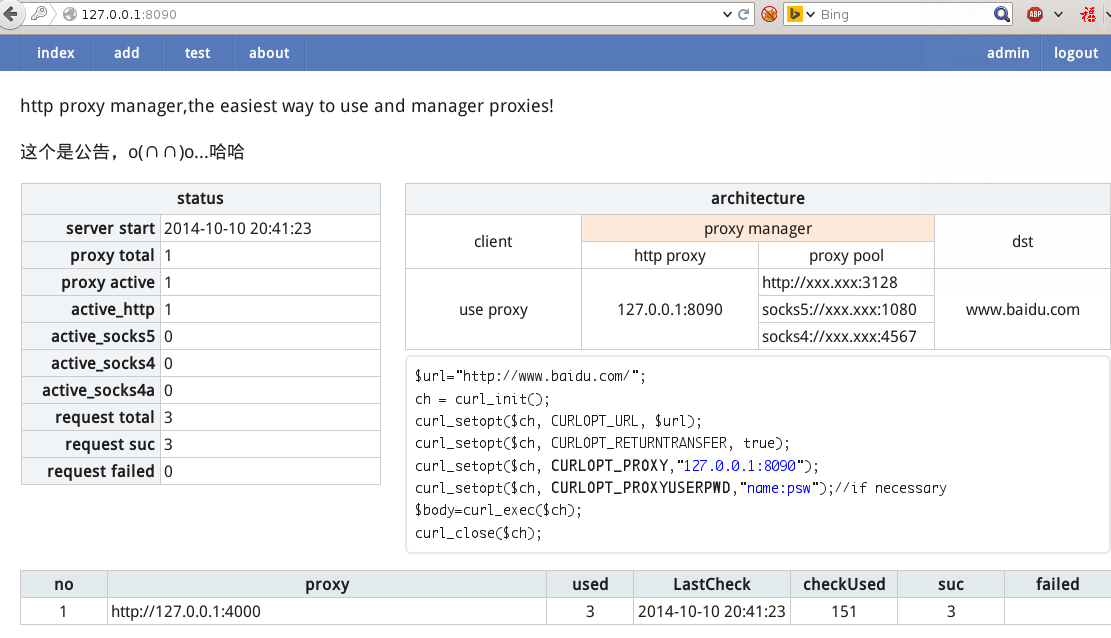 127.0.0.1:8090
Bing
ABP
福
index add test about admin logout
http proxy manager,the easiest way to use and manager proxies!
这个是公告，o(∩∩)o...哈哈
status
server start 2014-10-10 20:41:23
proxy total 1
proxy active 1
active_http 1
active_socks5 0
active_socks4 0
active_socks4a 0
request total 3
request suc 3
request failed 0
architecture
client proxy manager dst
http proxy proxy pool
use proxy 127.0.0.1:8090 http://xxx.xxx:3128 www.baidu.com
socks5://xxx.xxx:1080
socks4://xxx.xxx:4567
$url="http://www.baidu.com/";
ch = curl_init();
curl_setopt($ch, CURLOPT_URL, $url);
curl_setopt($ch, CURLOPT_RETURNTRANSFER, true);
curl_setopt($ch, CURLOPT_PROXY,"127.0.0.1:8090");
curl_setopt($ch, CURLOPT_PROXYUSERPWD,"name:psw");//if necessary
$body=curl_exec($ch);
curl_close($ch);
no proxy used LastCheck checkUsed suc failed
1 http://127.0.0.1:4000 3 2014-10-10 20:41:23 151 3